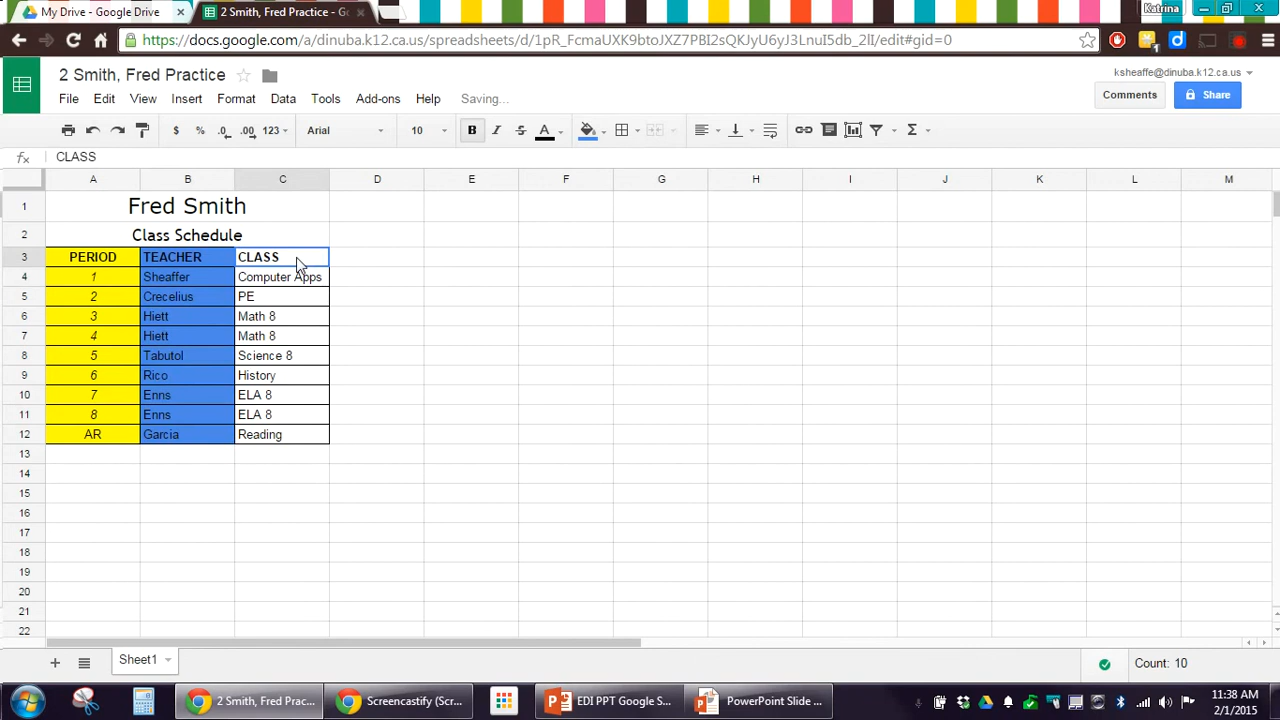 My Drive - Google Drive × 2 Smith, Fred Practice - Go × Katrina
https://docs.google.com/a/dinuba.k12.ca.us/spreadsheets/d/1pR_FcmaUXK9btoJXZ7PBI2sQKJyU6yJ3LnuI5db_2lI/edit#gid=0
2 Smith, Fred Practice ksheaffe@dinuba.k12.ca.us
File Edit View Insert Format Data Tools Add-ons Help Saving... Comments Share
$ % .0 .00 123 Arial 10 B I S A Σ
fx CLASS
A B C D E F G H I J K L M
1 Fred Smith
2 Class Schedule
3 PERIOD TEACHER CLASS
4 1 Sheaffer Computer Apps
5 2 Crecelius PE
6 3 Hiett Math 8
7 4 Hiett Math 8
8 5 Tabutol Science 8
9 6 Rico History
10 7 Enns ELA 8
11 8 Enns ELA 8
12 AR Garcia Reading
13
14
15
16
17
18
19
20
21
22
+ Sheet1 Count: 10
2 Smith, Fred Prac... Screencastify (Scr... EDI PPT Google S... PowerPoint Slide ... 11:38 AM
2/1/2015